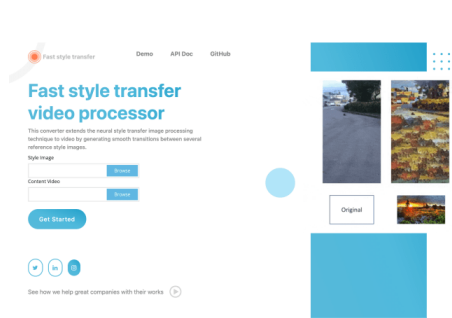 Fast style transfer
Demo API Doc GitHub
Fast style transfer
video processor
This converter extends the neural style transfer image processing
technique to video by generating smooth transitions between several
reference style images.
Style Image
Browse
Content Video
Browse
Get Started
Original
See how we help great companies with their works